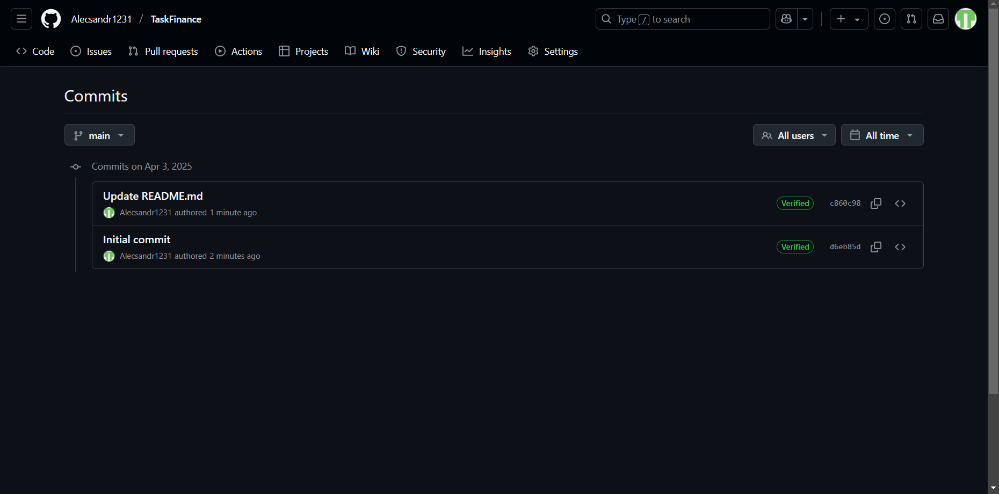 Alecsandr1231 / TaskFinance
Type / to search
Code Issues Pull requests Actions Projects Wiki Security Insights Settings
Commits
main
All users All time
Commits on Apr 3, 2025
Update README.md
Alecsandr1231 authored 1 minute ago
Verified c860c98
Initial commit
Alecsandr1231 authored 2 minutes ago
Verified d6eb85d